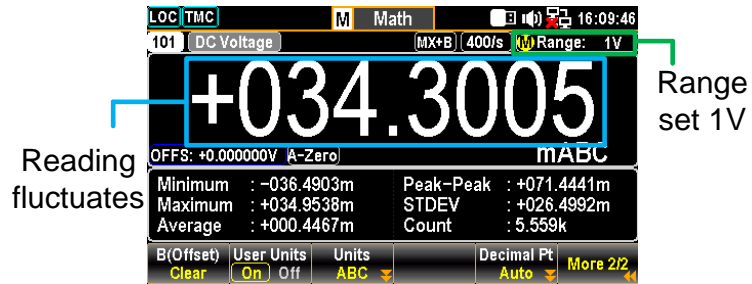 LOC TMC M Math 16:09:46
101 DC Voltage MX+B 400/s M Range: 1V
+034.3005
OFFS: +0.000000V A-Zero mABC
Minimum : -036.4903m Peak-Peak : +071.4441m
Maximum : +034.9538m STDEV : +026.4992m
Average : +000.4467m Count : 5.559k
B(Offset) User Units Units Decimal Pt More 2/2
Clear On Off ABC Auto
Reading
fluctuates
Range
set 1V